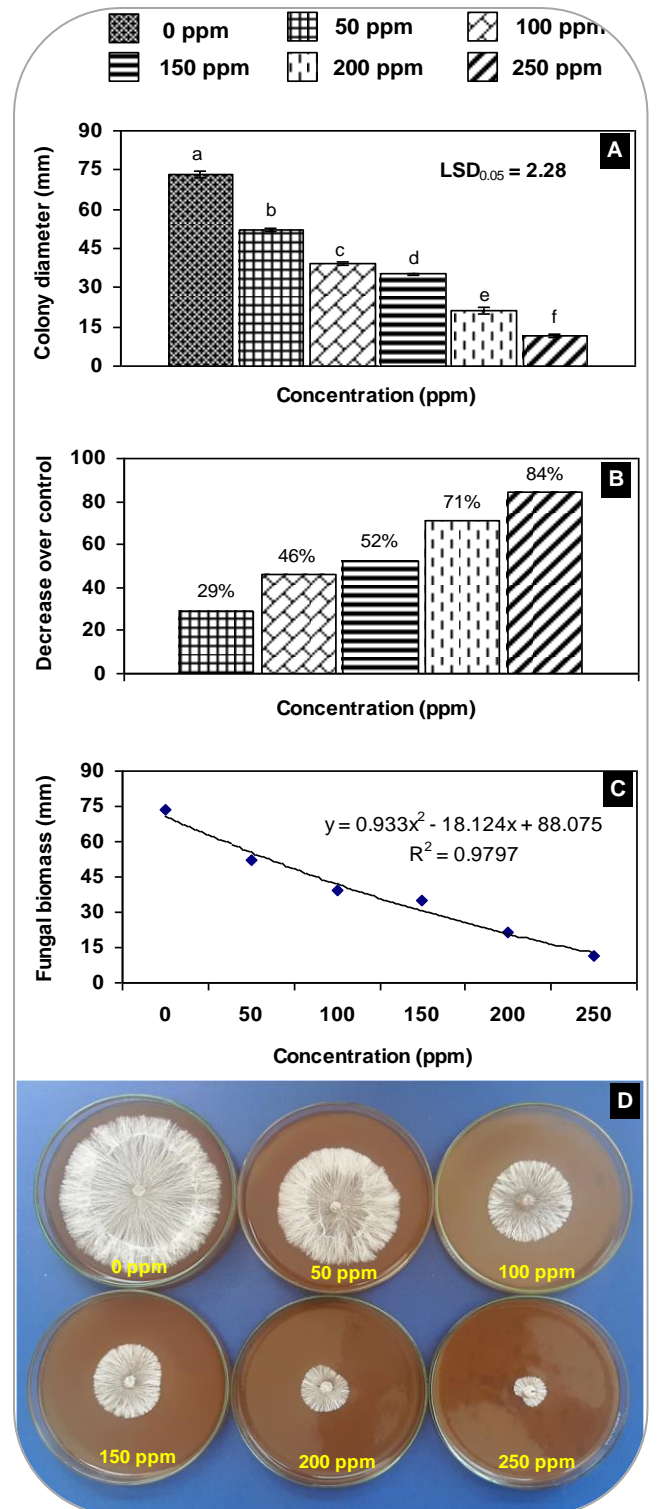 0 ppm 50 ppm 100 ppm
150 ppm 200 ppm 250 ppm
A
90
75
60
45
30
15
0
Colony diameter (mm)
LSD0.05 = 2.28
a
b
c
d
e
f
Concentration (ppm)
B
100
80
60
40
20
0
Decrease over control
29%
46%
52%
71%
84%
Concentration (ppm)
C
90
75
60
45
30
15
0
Fungal biomass (mm)
y = 0.933x² - 18.124x + 88.075
R² = 0.9797
0 50 100 150 200 250
Concentration (ppm)
D
0 ppm 50 ppm 100 ppm
150 ppm 200 ppm 250 ppm